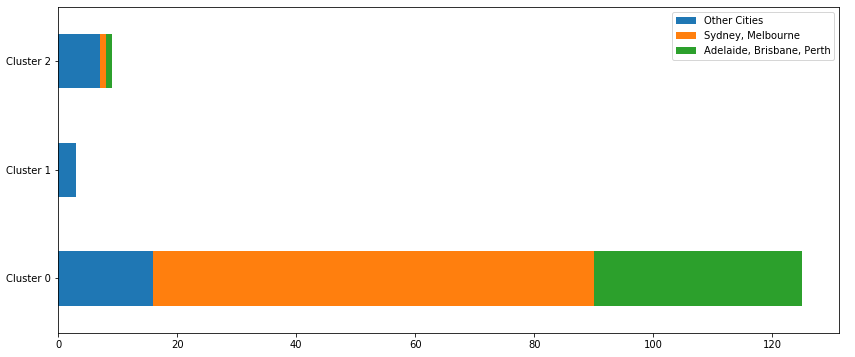 Other Cities
Sydney, Melbourne
Adelaide, Brisbane, Perth
Cluster 2
Cluster 1
Cluster 0
0 20 40 60 80 100 120